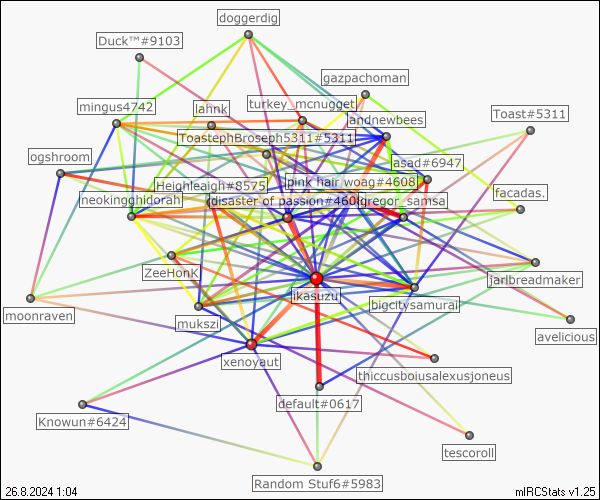 doggerdig
Duck™#9103
gazpachoman
mingus4742
lahnk
turkey_mcnugget
andnewbees
Toast#5311
ToastephBroseph5311#5311
ogshroom
asad#6947
Heighleaigh#8575
pink hair woag#4608
neokingghidorah
(disaster of passion#460
gregor_samsa
facadas.
ZeeHonK
ikasuzu
bigcitysamurai
jarlbreadmaker
moonraven
mukszi
avelicious
xenoyaut
thiccusboiusalexusjoneus
default#0617
Knowun#6424
tescoroll
Random Stuf6#5983
26.8.2024 1:04
mIRCStats v1.25